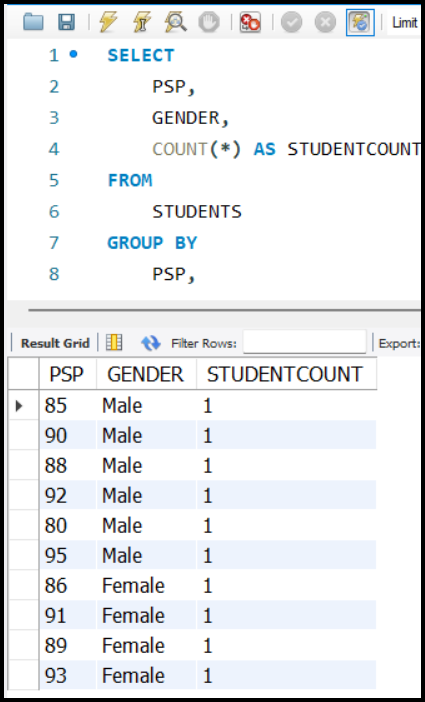 Limit
1 SELECT
2 PSP,
3 GENDER,
4 COUNT(*) AS STUDENTCOUNT
5 FROM
6 STUDENTS
7 GROUP BY
8 PSP,
Result Grid Filter Rows: Export:
PSP GENDER STUDENTCOUNT
85 Male 1
90 Male 1
88 Male 1
92 Male 1
80 Male 1
95 Male 1
86 Female 1
91 Female 1
89 Female 1
93 Female 1